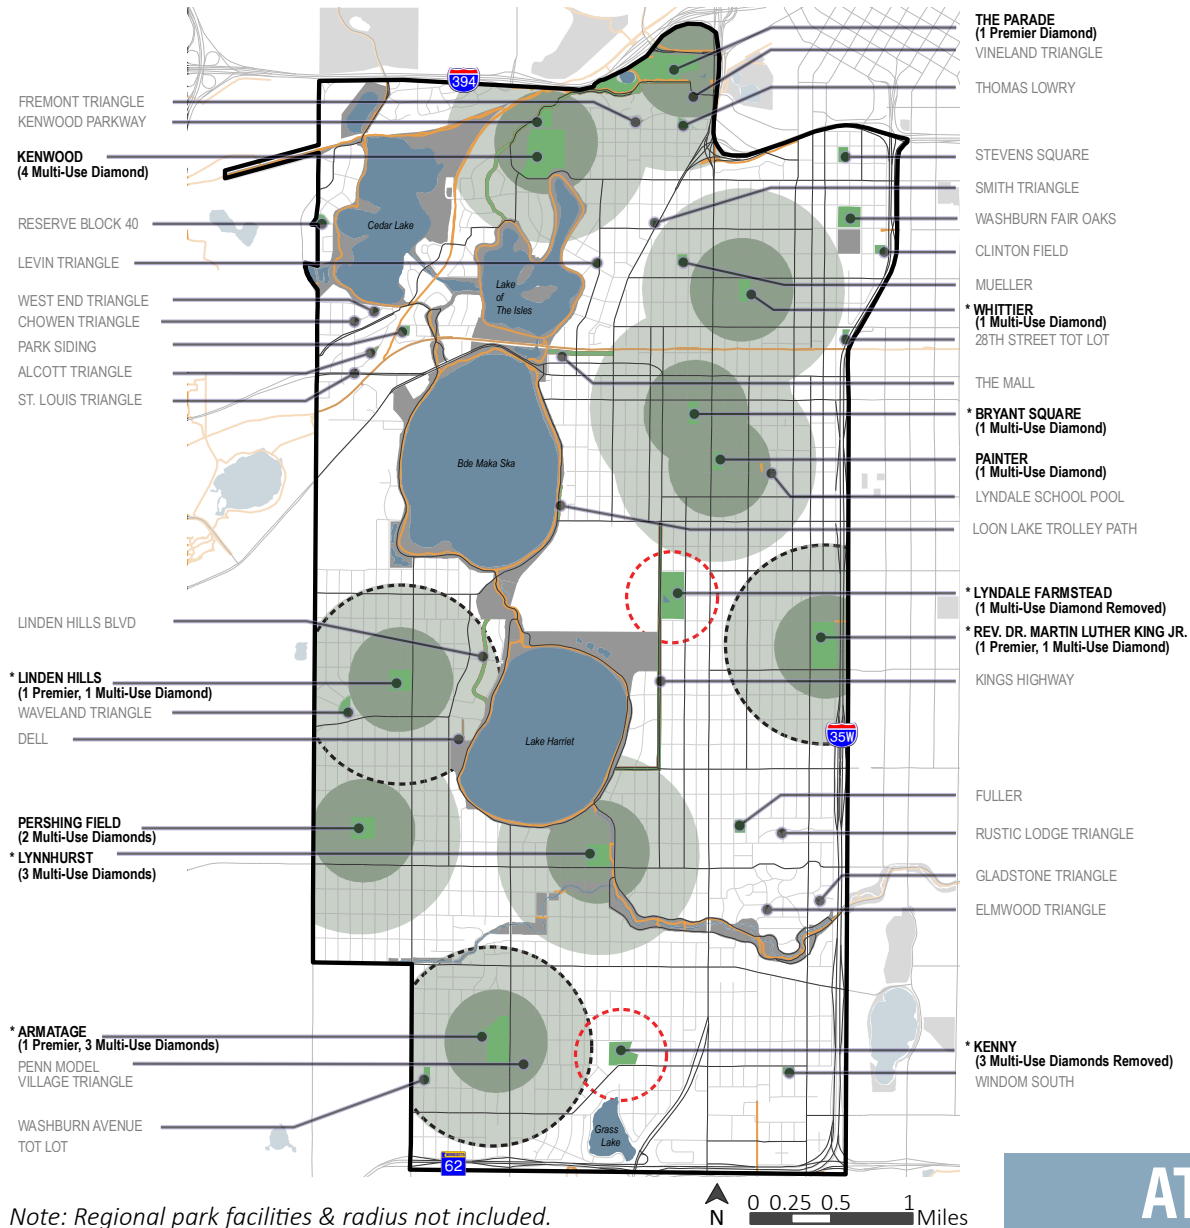 THE PARADE
(1 Premier Diamond)
VINELAND TRIANGLE
THOMAS LOWRY
STEVENS SQUARE
SMITH TRIANGLE
WASHBURN FAIR OAKS
CLINTON FIELD
MUELLER
* WHITTIER
(1 Multi-Use Diamond)
28TH STREET TOT LOT
THE MALL
* BRYANT SQUARE
(1 Multi-Use Diamond)
PAINTER
(1 Multi-Use Diamond)
LYNDALE SCHOOL POOL
LOON LAKE TROLLEY PATH
* LYNDALE FARMSTEAD
(1 Multi-Use Diamond Removed)
* REV. DR. MARTIN LUTHER KING JR.
(1 Premier, 1 Multi-Use Diamond)
KINGS HIGHWAY
FULLER
RUSTIC LODGE TRIANGLE
GLADSTONE TRIANGLE
ELMWOOD TRIANGLE
* KENNY
(3 Multi-Use Diamonds Removed)
WINDOM SOUTH
FREMONT TRIANGLE
KENWOOD PARKWAY
KENWOOD
(4 Multi-Use Diamond)
RESERVE BLOCK 40
LEVIN TRIANGLE
WEST END TRIANGLE
CHOWEN TRIANGLE
PARK SIDING
ALCOTT TRIANGLE
ST. LOUIS TRIANGLE
LINDEN HILLS BLVD
* LINDEN HILLS
(1 Premier, 1 Multi-Use Diamond)
WAVELAND TRIANGLE
DELL
PERSHING FIELD
(2 Multi-Use Diamonds)
* LYNNHURST
(3 Multi-Use Diamonds)
* ARMATAGE
(1 Premier, 3 Multi-Use Diamonds)
PENN MODEL
VILLAGE TRIANGLE
WASHBURN AVENUE
TOT LOT
394
Cedar Lake
Lake
of
The Isles
Bde Maka Ska
Lake Harriet
35W
Grass
Lake
62
Note: Regional park facilities & radius not included.
N
0 0.25 0.5 1
Miles
AT